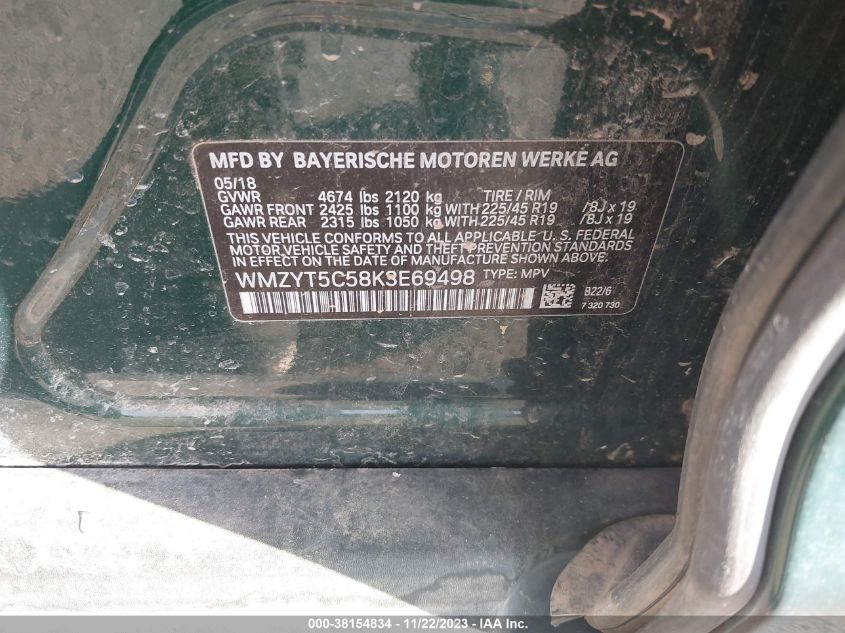 MFD BY BAYERISCHE MOTOREN WERKE AG
05/18
GVWR 4674 lbs 2120 kg TIRE / RIM
GAWR FRONT 2425 lbs 1100 kg WITH 225/45 R19 /8J x 19
GAWR REAR 2315 lbs 1050 kg WITH 225/45 R19 /8J x 19
THIS VEHICLE CONFORMS TO ALL APPLICABLE U. S. FEDERAL
MOTOR VEHICLE SAFETY AND THEFT PREVENTION STANDARDS
IN EFFECT ON THE DATE OF MANUFACTURE SHOWN ABOVE.
WMZYT5C58K3E69498 TYPE: MPV
B22/6
7 320 730
000-38154834 - 11/22/2023 - IAA Inc.